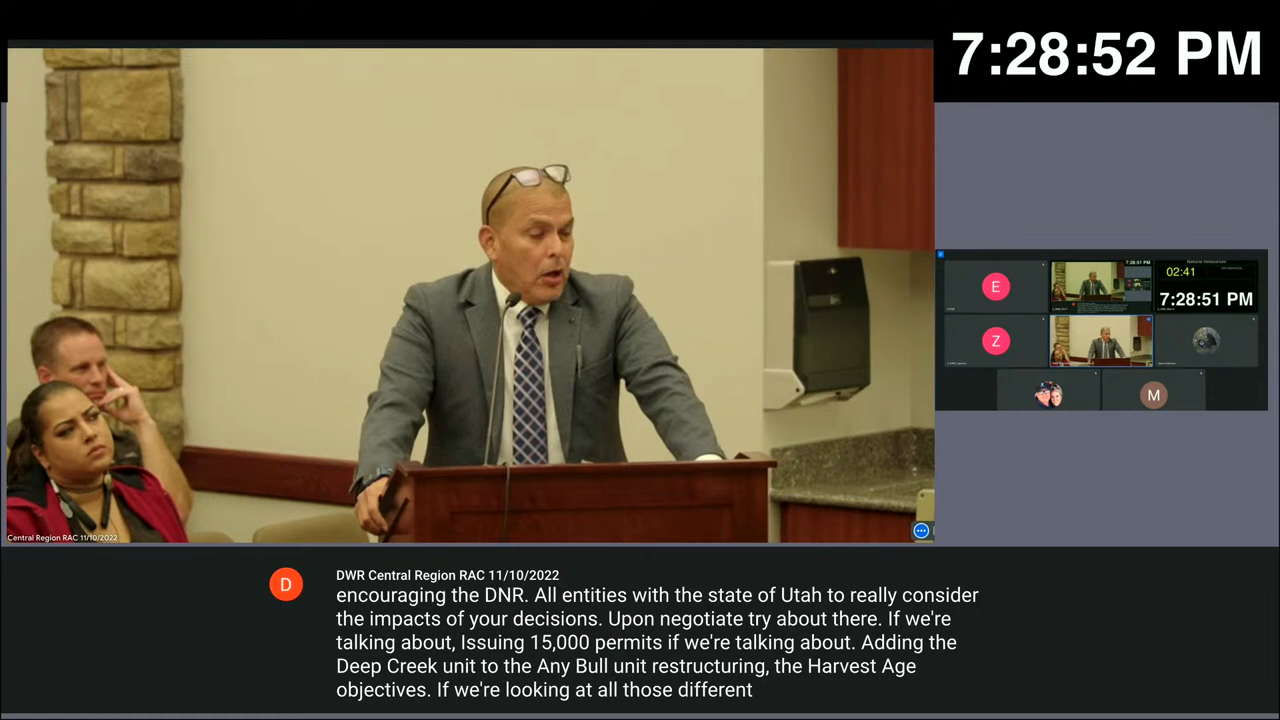 7:28:52 PM
E
02:41
7:28:51 PM
Z
M
Central Region RAC 11/10/2022
D
DWR Central Region RAC 11/10/2022
encouraging the DNR. All entities with the state of Utah to really consider
the impacts of your decisions. Upon negotiate try about there. If we're
talking about, Issuing 15,000 permits if we're talking about. Adding the
Deep Creek unit to the Any Bull unit restructuring, the Harvest Age
objectives. If we're looking at all those different